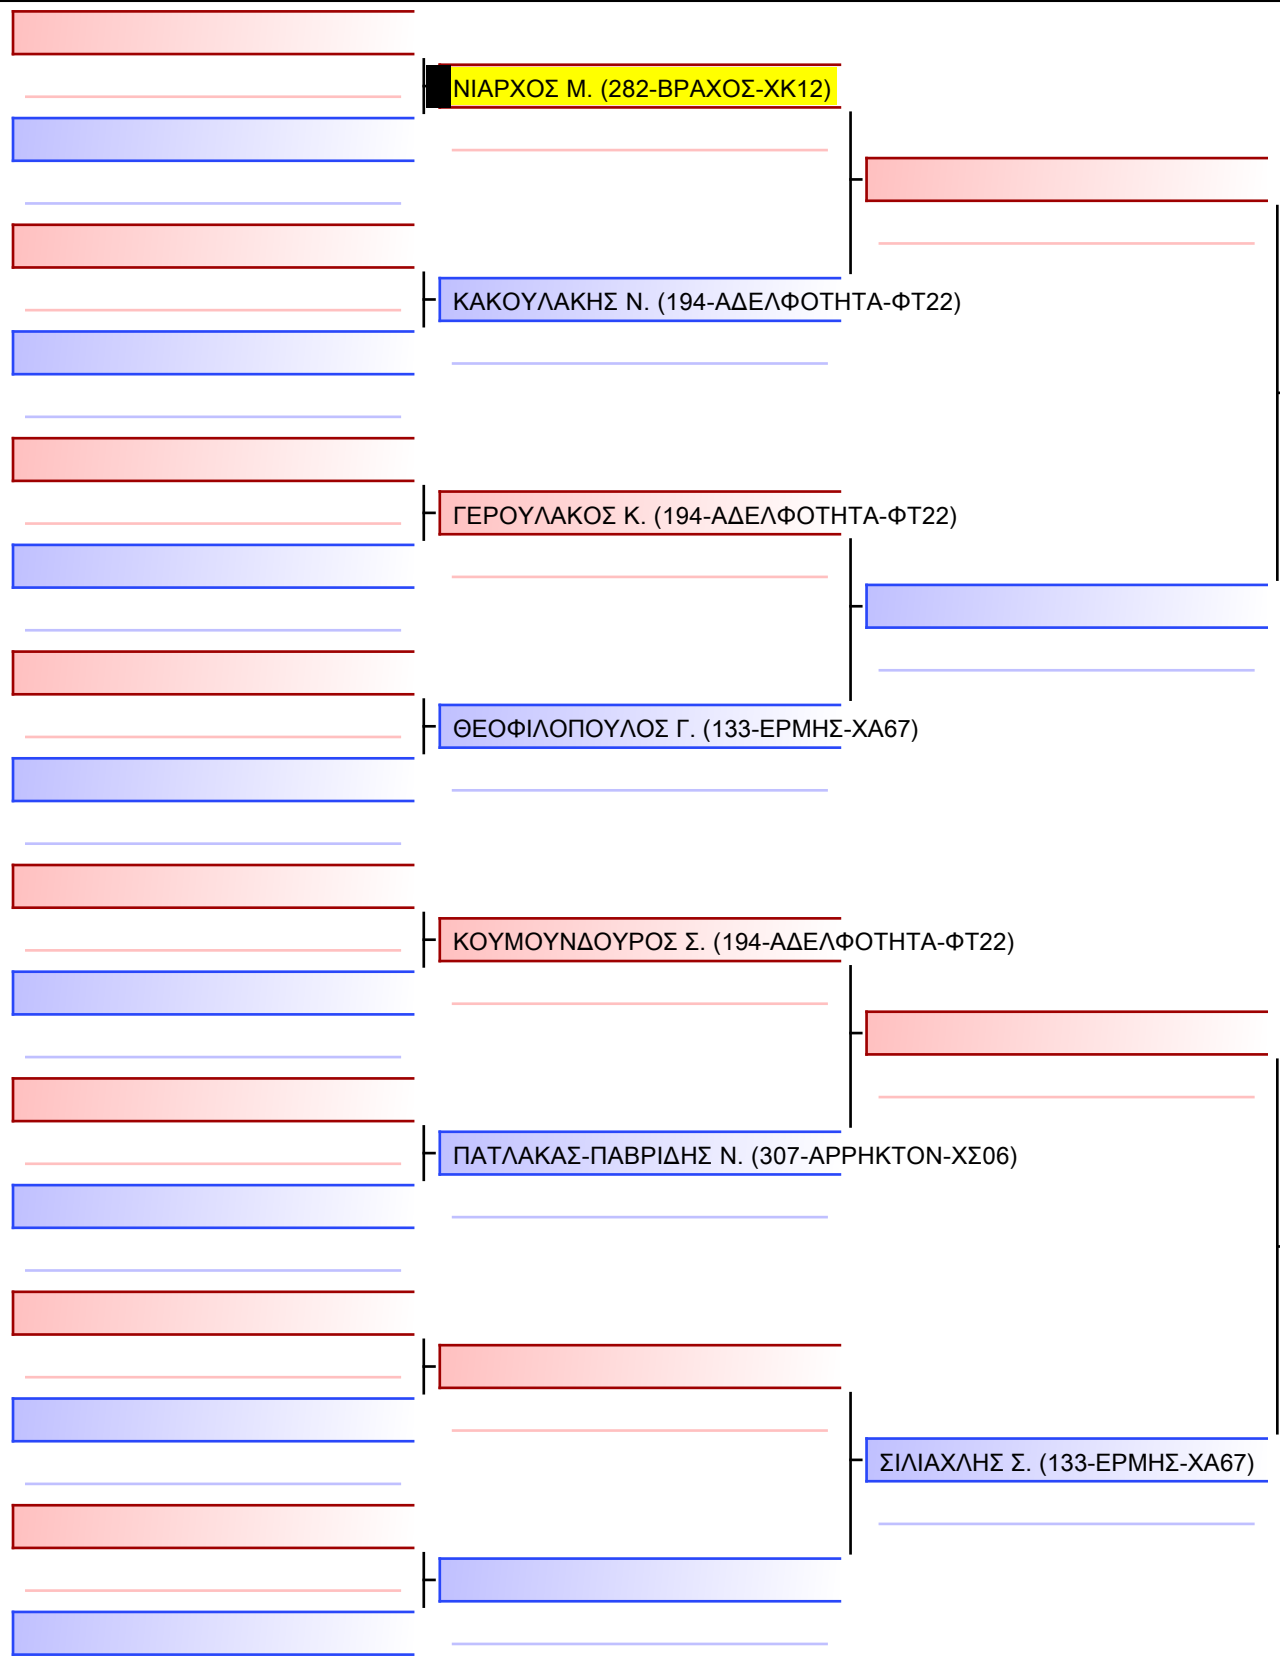 ΝΙΑΡΧΟΣ Μ. (282-ΒΡΑΧΟΣ-ΧΚ12)
ΚΑΚΟΥΛΑΚΗΣ Ν. (194-ΑΔΕΛΦΟΤΗΤΑ-ΦΤ22)
ΓΕΡΟΥΛΑΚΟΣ Κ. (194-ΑΔΕΛΦΟΤΗΤΑ-ΦΤ22)
ΘΕΟΦΙΛΟΠΟΥΛΟΣ Γ. (133-ΕΡΜΗΣ-ΧΑ67)
ΚΟΥΜΟΥΝΔΟΥΡΟΣ Σ. (194-ΑΔΕΛΦΟΤΗΤΑ-ΦΤ22)
ΠΑΤΛΑΚΑΣ-ΠΑΒΡΙΔΗΣ Ν. (307-ΑΡΡΗΚΤΟΝ-ΧΣ06)
ΣΙΛΙΑΧΛΗΣ Σ. (133-ΕΡΜΗΣ-ΧΑ67)